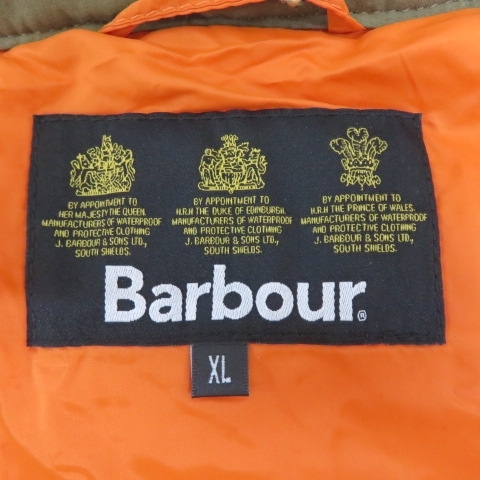 BY APPOINTMENT TO
HER MAJESTY THE QUEEN.
MANUFACTURERS OF WATERPROOF
AND PROTECTIVE CLOTHING
J. BARBOUR & SONS LTD.,
SOUTH SHIELDS.
BY APPOINTMENT TO
H.R.H THE DUKE OF EDINBURGH.
MANUFACTURERS OF WATERPROOF
AND PROTECTIVE CLOTHING
J. BARBOUR & SONS LTD.,
SOUTH SHIELDS.
BY APPOINTMENT TO
H.R.H THE PRINCE OF WALES.
MANUFACTURERS OF WATERPROOF
AND PROTECTIVE CLOTHING
J. BARBOUR & SONS LTD.,
SOUTH SHIELDS.
Barbour®
XL